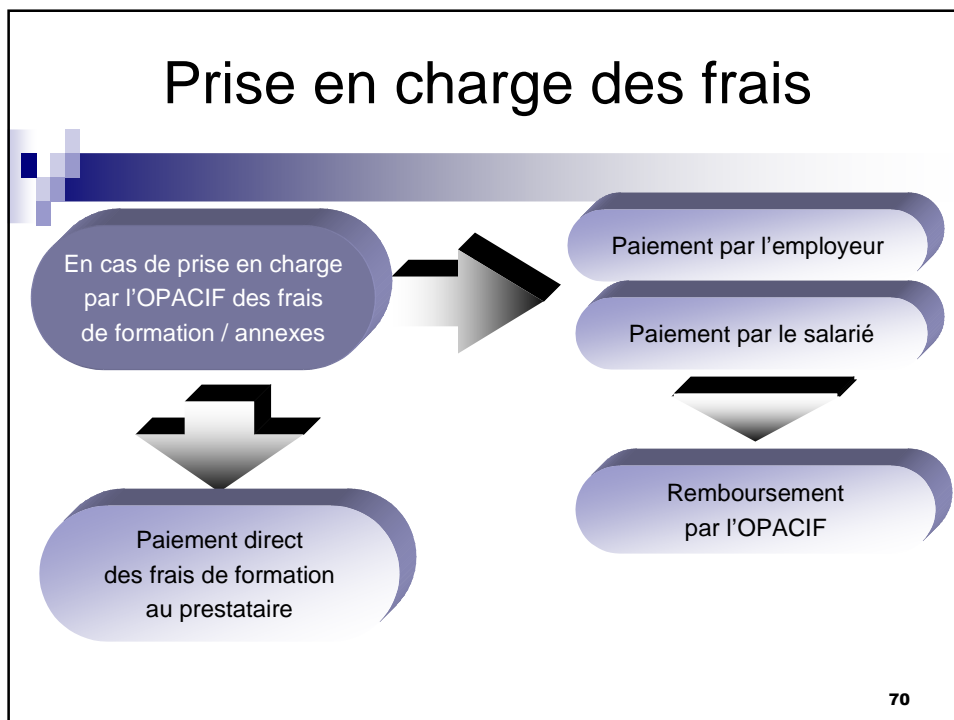 Prise en charge des frais
En cas de prise en charge
par l'OPACIF des frais
de formation / annexes
Paiement par l'employeur
Paiement par le salarié
Remboursement
par l'OPACIF
Paiement direct
des frais de formation
au prestataire
70